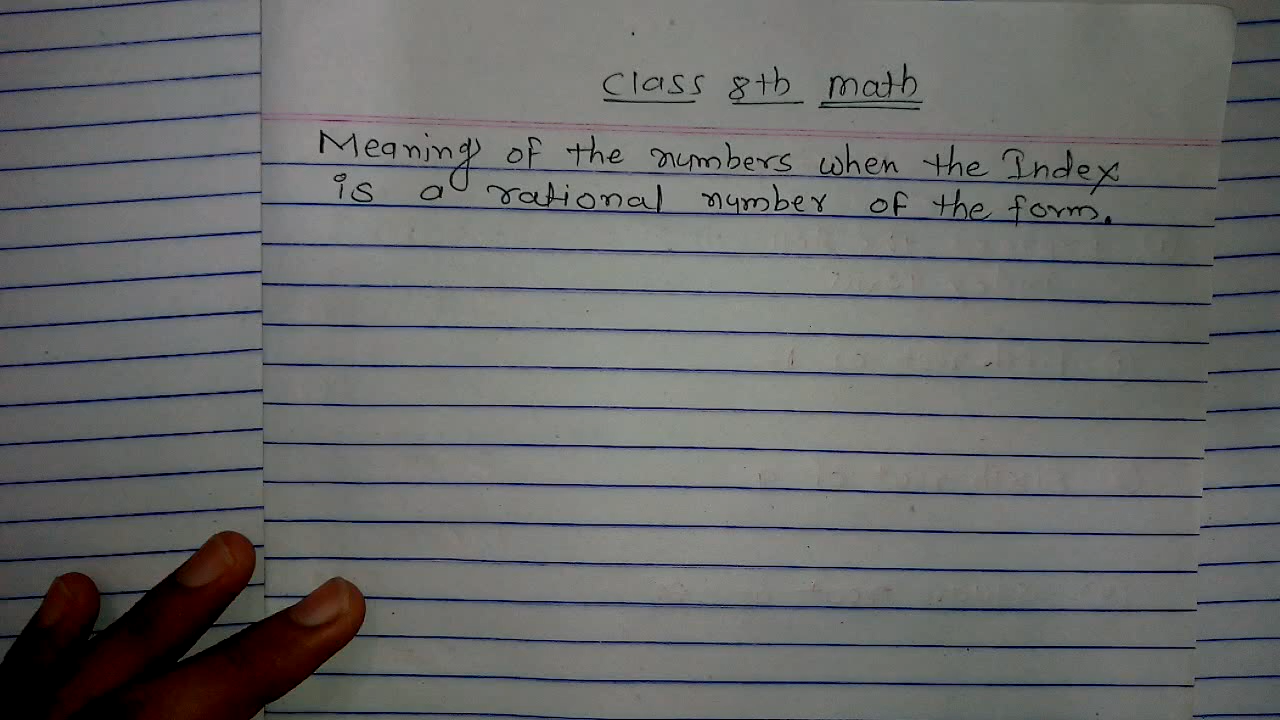 Class 8th math
Meaning of the numbers when the Index
is a rational number of the form.